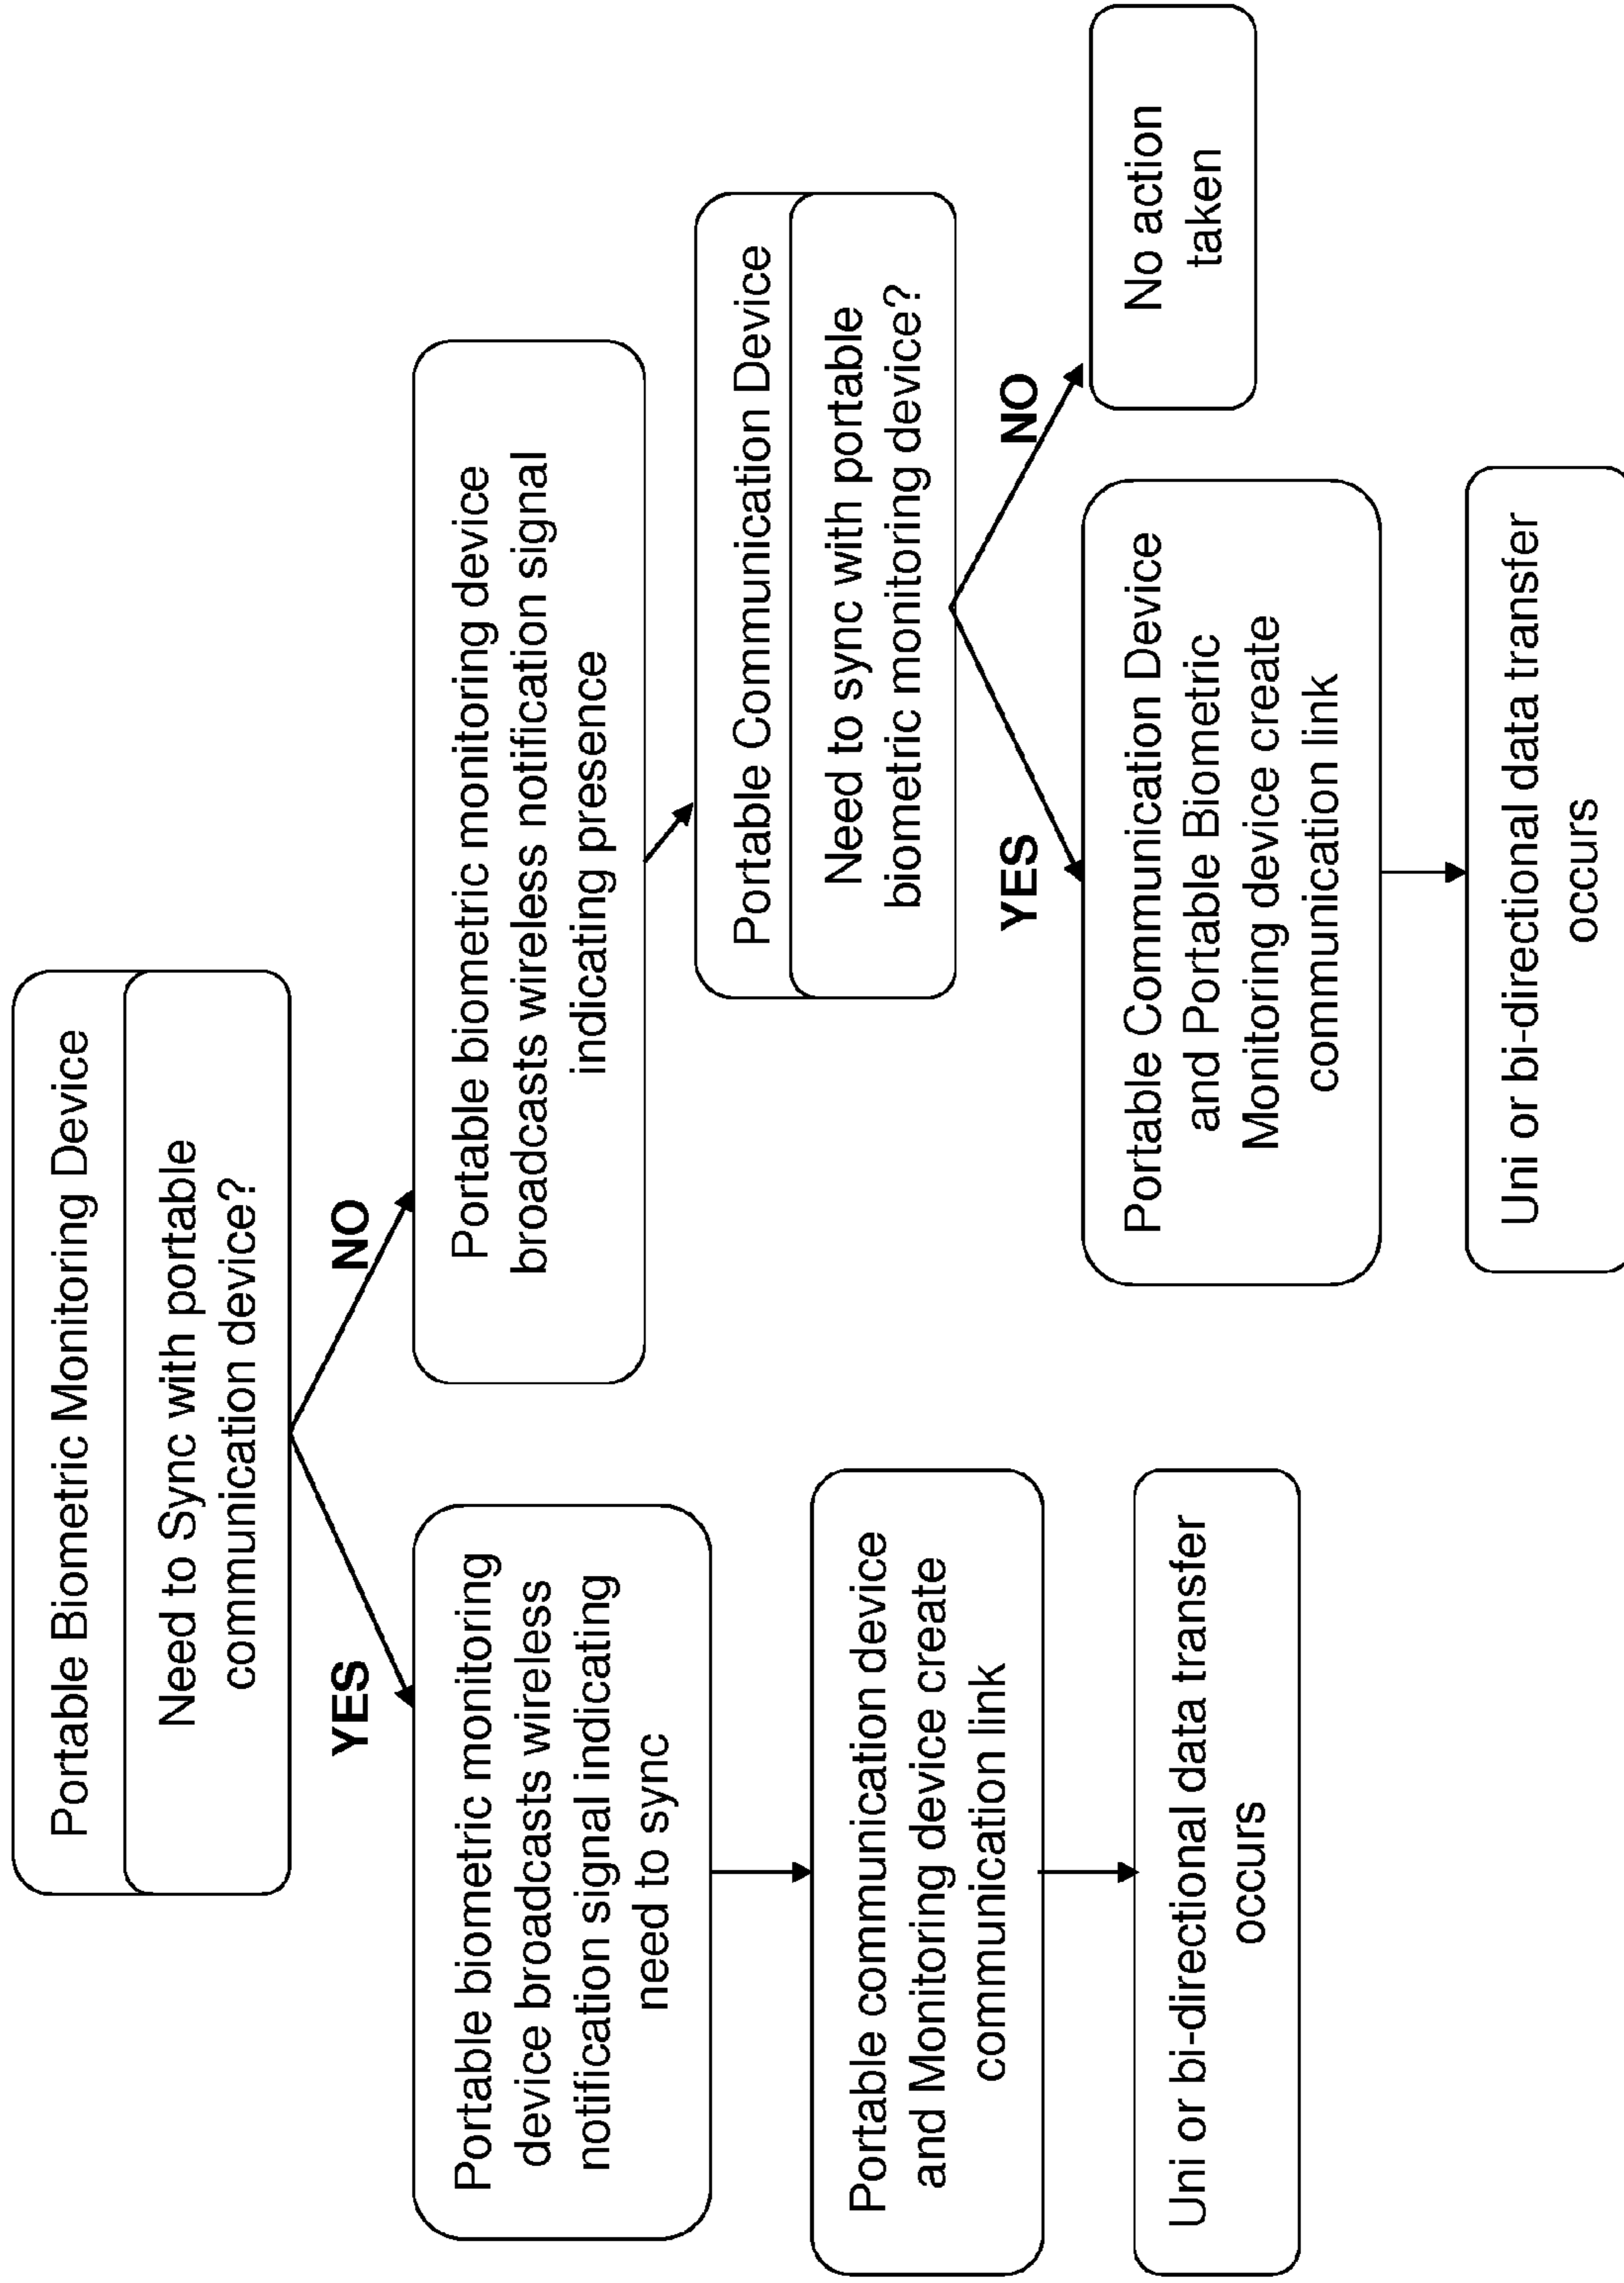 Portable Biometric Monitoring Device
Need to Sync with portable
communication device?
YES
NO
Portable biometric monitoring
device broadcasts wireless
notification signal indicating
need to sync
Portable communication device
and Monitoring device create
communication link
Uni or bi-directional data transfer
occurs
Portable biometric monitoring device
broadcasts wireless notification signal
indicating presence
Portable Communication Device
Need to sync with portable
biometric monitoring device?
YES
NO
Portable Communication Device
and Portable Biometric
Monitoring device create
communication link
Uni or bi-directional data transfer
occurs
No action
taken